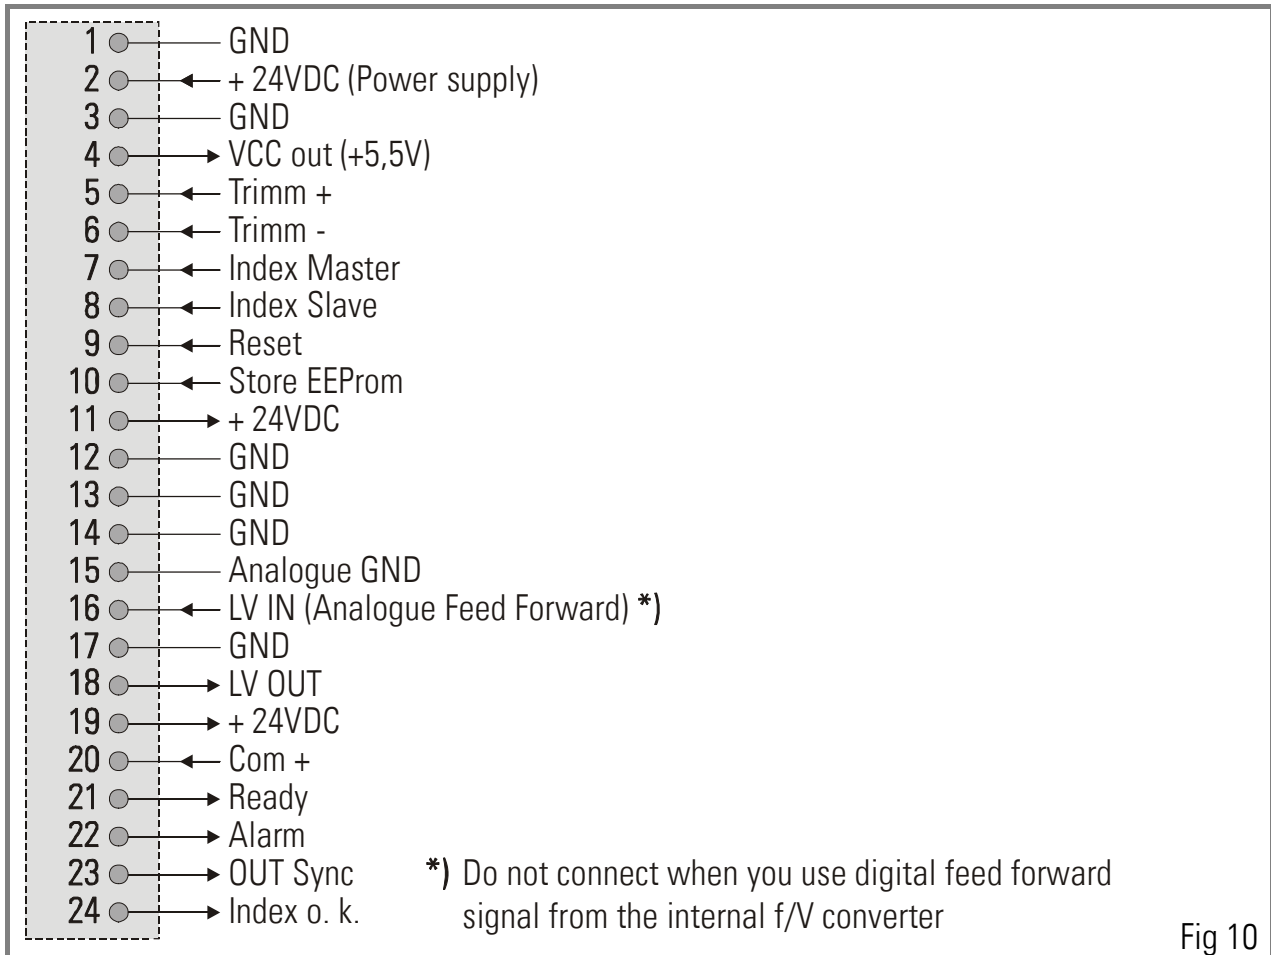 1 GND
2 + 24VDC (Power supply)
3 GND
4 VCC out (+5,5V)
5 Trimm +
6 Trimm -
7 Index Master
8 Index Slave
9 Reset
10 Store EEProm
11 + 24VDC
12 GND
13 GND
14 GND
15 Analogue GND
16 LV IN (Analogue Feed Forward) *)
17 GND
18 LV OUT
19 + 24VDC
20 Com +
21 Ready
22 Alarm
23 OUT Sync
24 Index o. k.
*) Do not connect when you use digital feed forward
signal from the internal f/V converter
Fig 10